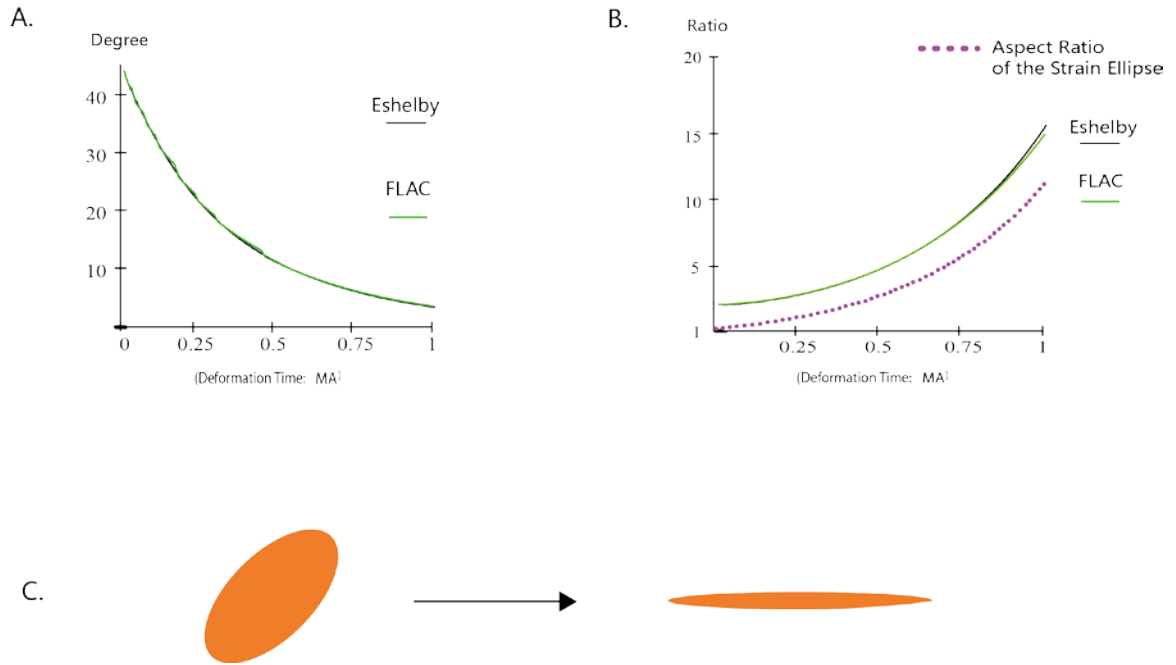 A.
Degree
40
30
20
10
0 0.25 0.5 0.75 1
(Deformation Time: MA)
Eshelby
FLAC
B.
Ratio
20
15
10
5
1
0.25 0.5 0.75 1
(Deformation Time: MA)
Aspect Ratio
of the Strain Ellipse
Eshelby
FLAC
C.